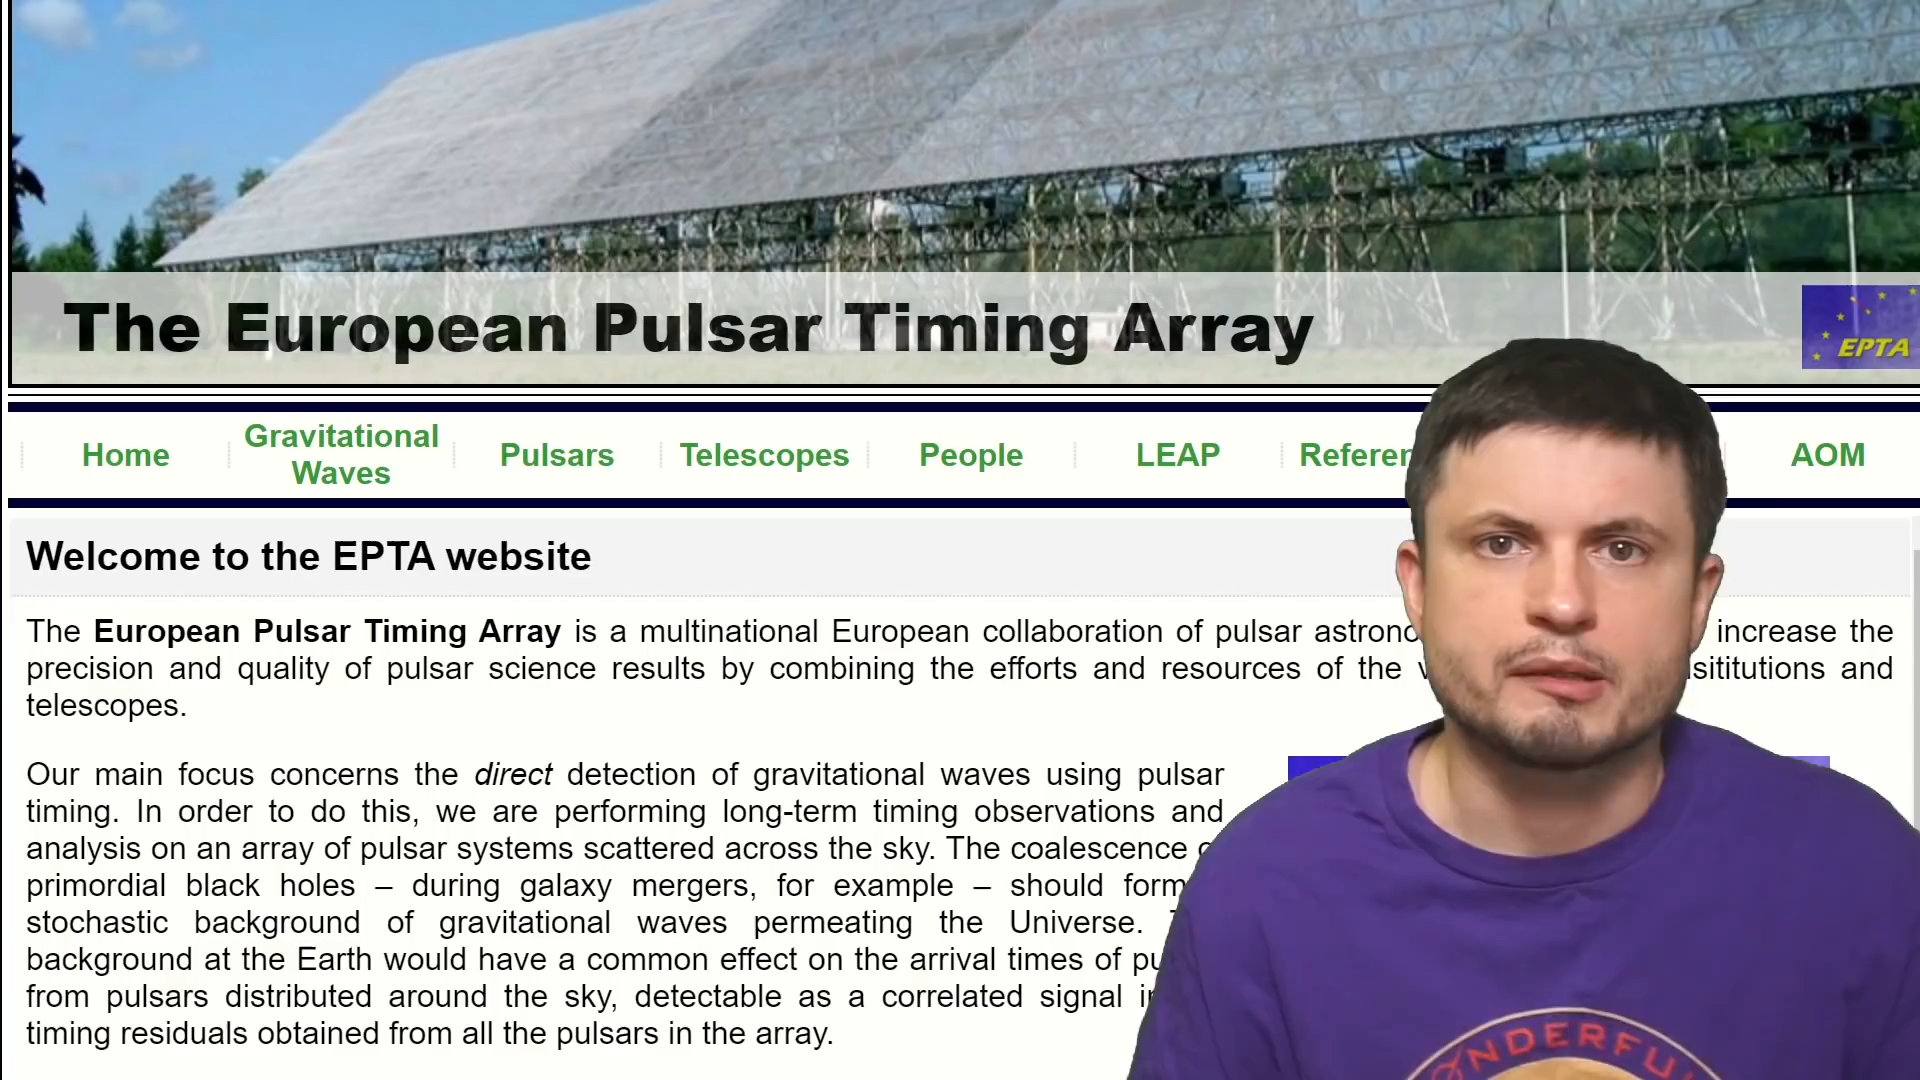 The European Pulsar Timing Array
EPTA
Home Gravitational Waves Pulsars Telescopes People LEAP AOM
Welcome to the EPTA website
The European Pulsar Timing Array is a multinational European collaboration of pulsar increase the
precision and quality of pulsar science results by combining the efforts and resources of the and
telescopes.
Our main focus concerns the direct detection of gravitational waves using pulsar
timing. In order to do this, we are performing long-term timing observations and
analysis on an array of pulsar systems scattered across the sky. The coalescence
primordial black holes – during galaxy mergers, for example – should form
stochastic background of gravitational waves permeating the Universe.
background at the Earth would have a common effect on the arrival times of
from pulsars distributed around the sky, detectable as a correlated signal
timing residuals obtained from all the pulsars in the array.